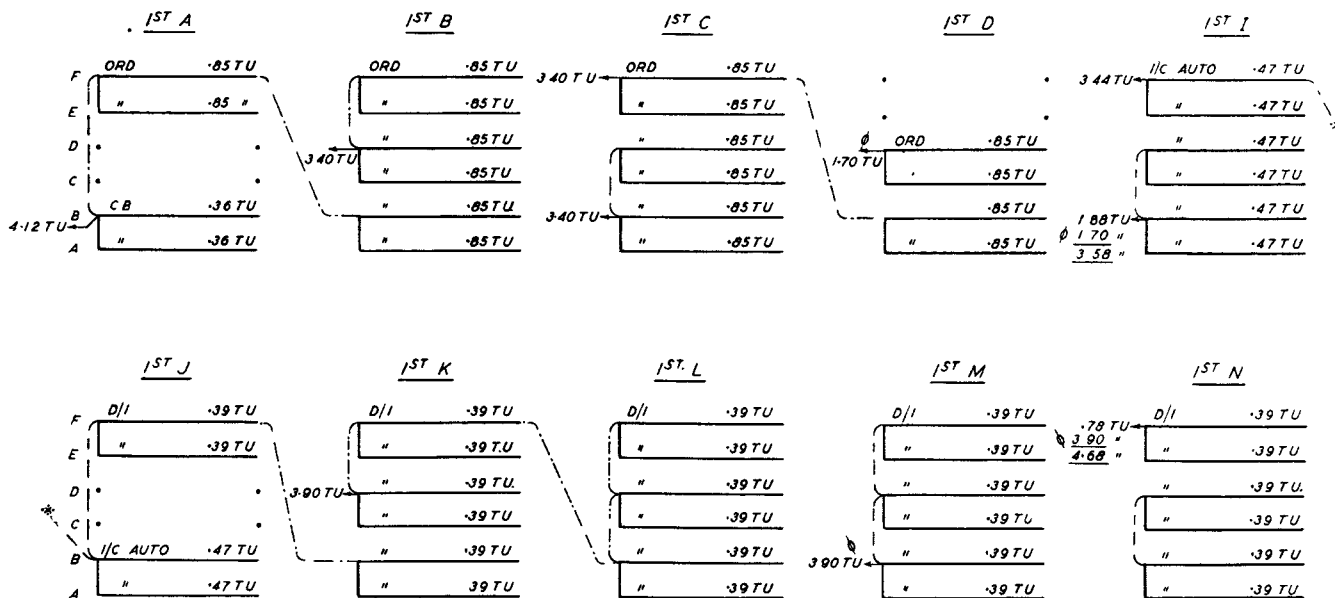 1ST A 1ST B 1ST C 1ST D 1ST I
F ORD ·85 TU ORD ·85 TU 3·40 TU ORD ·85 TU 3·44 TU I/C AUTO ·47 TU
E " ·85 " " ·85 TU " ·85 TU " ·47 TU
D " ·85 TU " ·85 TU ϕ ORD ·85 TU " ·47 TU
3·40 TU 1·70 TU
C " ·85 TU " ·85 TU ·85 TU " ·47 TU
B CB ·36 TU " ·85 TU. 3·40 TU " ·85 TU ·85 TU 1·88 TU " ·47 TU
4·12 TU ϕ 1·70 "
A " ·36 TU " ·85 TU " ·85 TU " ·85 TU 3·58 " " ·47 TU
1ST J 1ST K 1ST. L 1ST M 1ST N
F D/I ·39 TU D/I ·39 TU D/I ·39 TU D/I ·39 TU ·78 TU D/I ·39 TU
ϕ 3·90 "
E " ·39 TU " ·39 T.U " ·39 TU " ·39 TU 4·68 " " ·39 TU
D 3·90 TU " ·39 TU. " ·39 TU " ·39 TU " ·39 TU.
C " ·39 TU " ·39 TU " ·39 TU " ·39 TU
B I/C AUTO ·47 TU " ·39 TU " ·39 TU ϕ 3·90 TU " ·39 TU " ·39 TU
A " ·47 TU " 39 TU " ·39 TU " ·39 TU " ·39 TU